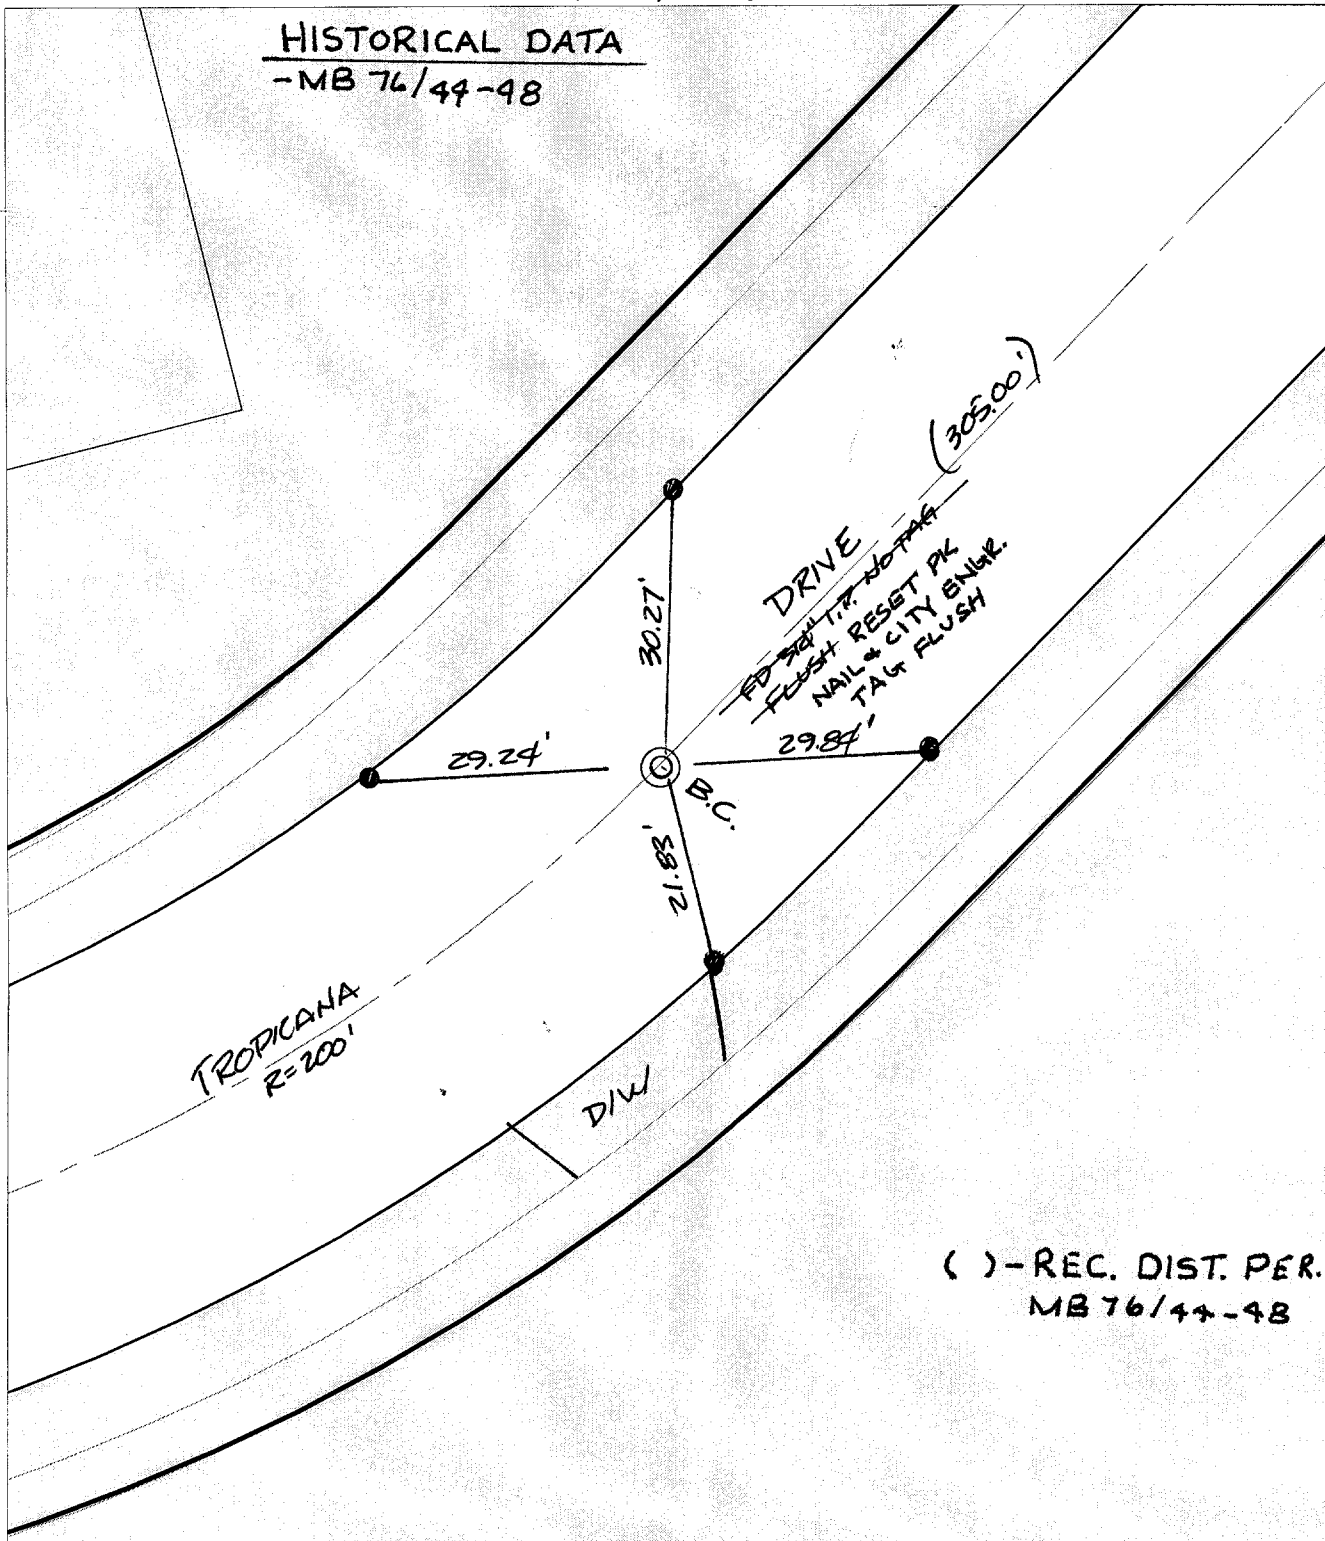 HISTORICAL DATA
-MB 76/44-48
(305.00')
DRIVE
FD 3/4" I.P. NO TAG
FLUSH RESET PK
NAIL & CITY ENGR.
TAG FLUSH
30.27'
29.24'
29.84'
B.C.
21.83'
TROPICANA
R=200'
D/W
( )-REC. DIST. PER.
MB 76/44-48